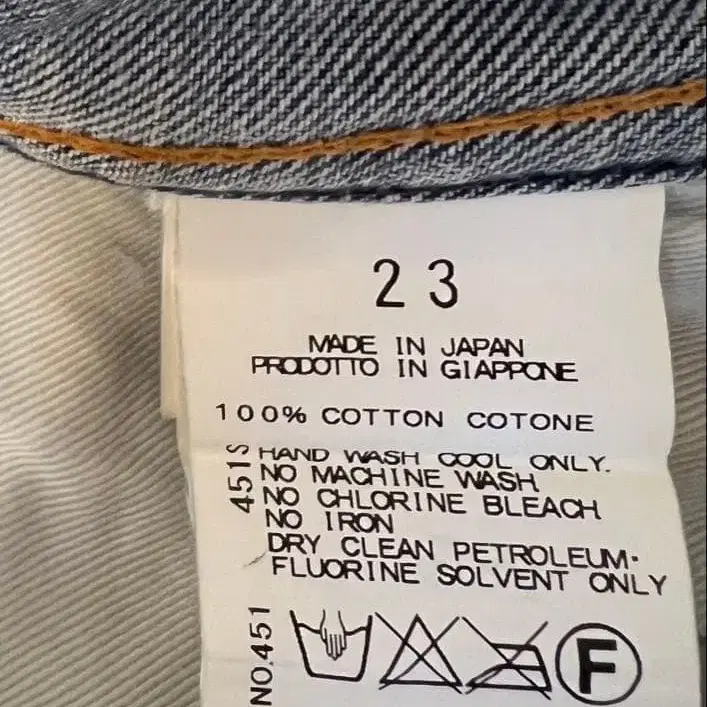 23
MADE IN JAPAN
PRODOTTO IN GIAPPONE
100% COTTON COTONE
HAND WASH COOL ONLY.
NO MACHINE WASH
NO CHLORINE BLEACH
NO IRON
DRY CLEAN PETROLEUM·
FLUORINE SOLVENT ONLY
451S
NO.451
F